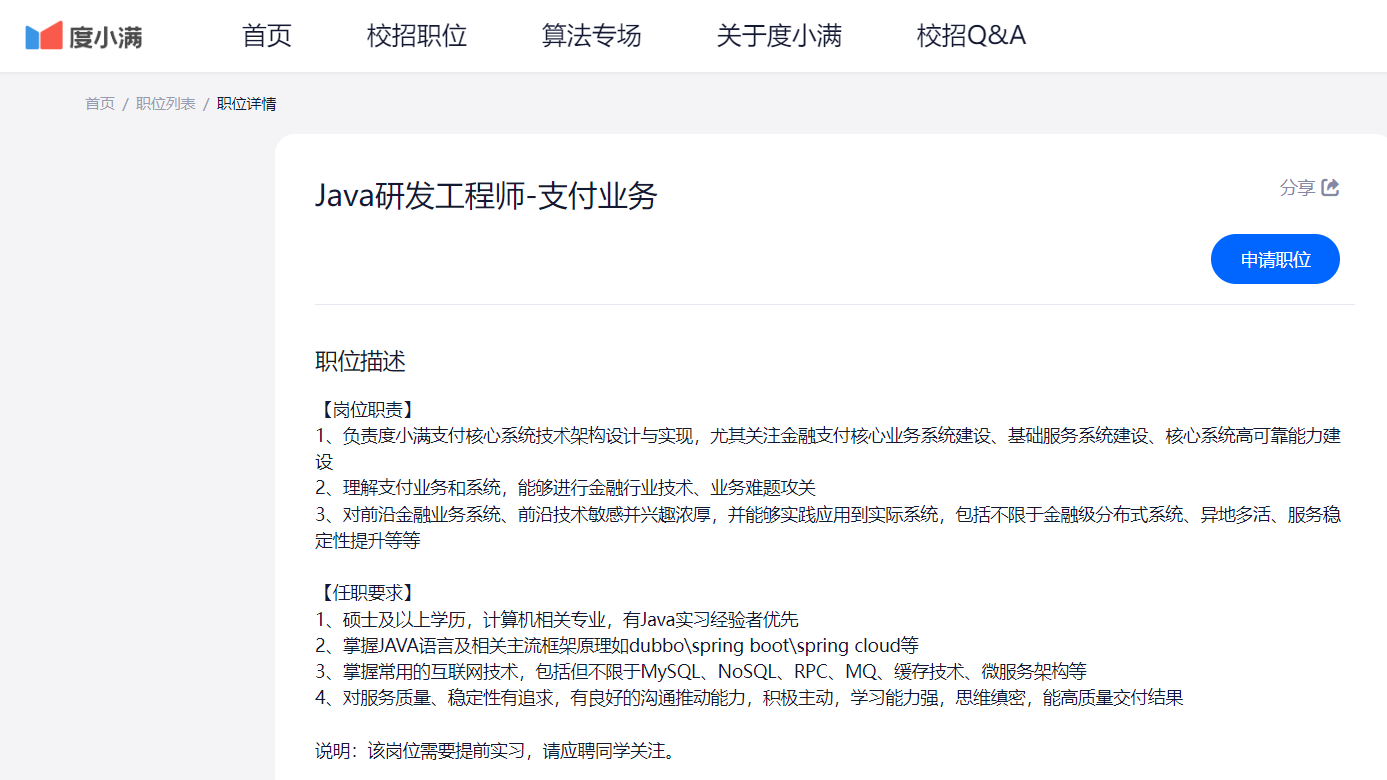 度小满 首页 校招职位 算法专场 关于度小满 校招Q&A
首页 / 职位列表 / 职位详情
Java研发工程师-支付业务
分享
申请职位
职位描述
【岗位职责】
1、负责度小满支付核心系统技术架构设计与实现，尤其关注金融支付核心业务系统建设、基础服务系统建设、核心系统高可靠能力建
设
2、理解支付业务和系统，能够进行金融行业技术、业务难题攻关
3、对前沿金融业务系统、前沿技术敏感并兴趣浓厚，并能够实践应用到实际系统，包括不限于金融级分布式系统、异地多活、服务稳
定性提升等等
【任职要求】
1、硕士及以上学历，计算机相关专业，有Java实习经验者优先
2、掌握JAVA语言及相关主流框架原理如dubbo\spring boot\spring cloud等
3、掌握常用的互联网技术，包括但不限于MySQL、NoSQL、RPC、MQ、缓存技术、微服务架构等
4、对服务质量、稳定性有追求，有良好的沟通推动能力，积极主动，学习能力强，思维缜密，能高质量交付结果
说明：该岗位需要提前实习，请应聘同学关注。